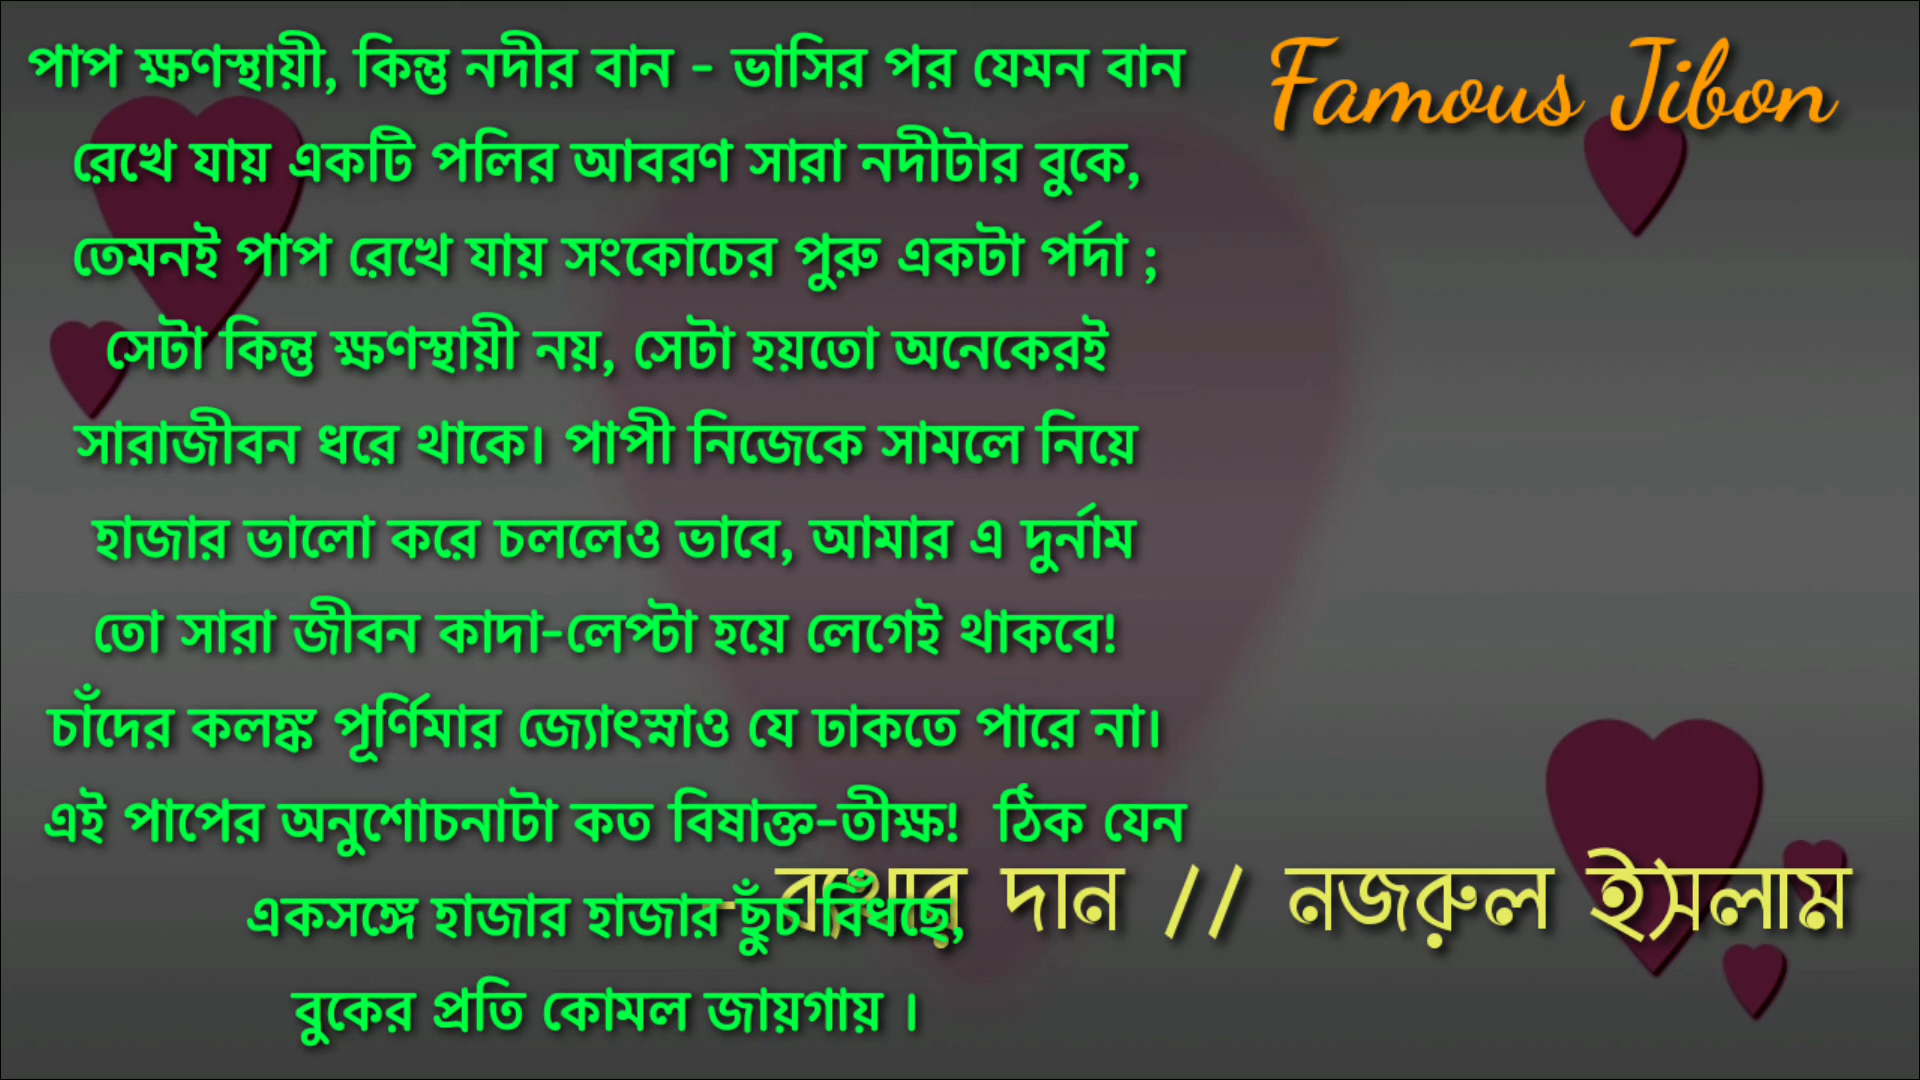 পাপ ক্ষণস্থায়ী, কিন্তু নদীর বান - ভাসির পর যেমন বান
রেখে যায় একটি পলির আবরণ সারা নদীটার বুকে,
তেমনই পাপ রেখে যায় সংকোচের পুরু একটা পর্দা ;
সেটা কিন্তু ক্ষণস্থায়ী নয়, সেটা হয়তো অনেকেরই
সারাজীবন ধরে থাকে। পাপী নিজেকে সামলে নিয়ে
হাজার ভালো করে চললেও ভাবে, আমার এ দুর্নাম
তো সারা জীবন কাদা-লেপ্টা হয়ে লেগেই থাকবে!
চাঁদের কলঙ্ক পূর্ণিমার জ্যোৎস্নাও যে ঢাকতে পারে না।
এই পাপের অনুশোচনাটা কত বিষাক্ত-তীক্ষ! ঠিক যেন
একসঙ্গে হাজার হাজার ছুঁচ বিঁধছে,
বুকের প্রতি কোমল জায়গায় ।
Famous Jibon
- ব্যথার দান // নজরুল ইসলাম